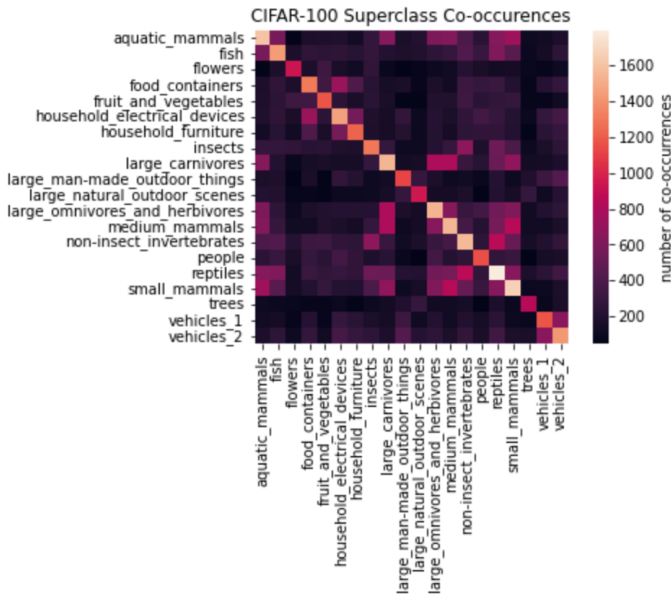 CIFAR-100 Superclass Co-occurences
aquatic_mammals
fish
flowers
food_containers
fruit_and_vegetables
household_electrical_devices
household_furniture
insects
large_carnivores
large_man-made_outdoor_things
large_natural_outdoor_scenes
large_omnivores_and_herbivores
medium_mammals
non-insect_invertebrates
people
reptiles
small_mammals
trees
vehicles_1
vehicles_2
1600
1400
1200
1000
800
600
400
200
number of co-occurrences
aquatic_mammals
fish
flowers
food_containers
fruit_and_vegetables
household_electrical_devices
household_furniture
insects
large_carnivores
large_man-made_outdoor_things
large_natural_outdoor_scenes
large_omnivores_and_herbivores
medium_mammals
non-insect_invertebrates
people
reptiles
small_mammals
trees
vehicles_1
vehicles_2